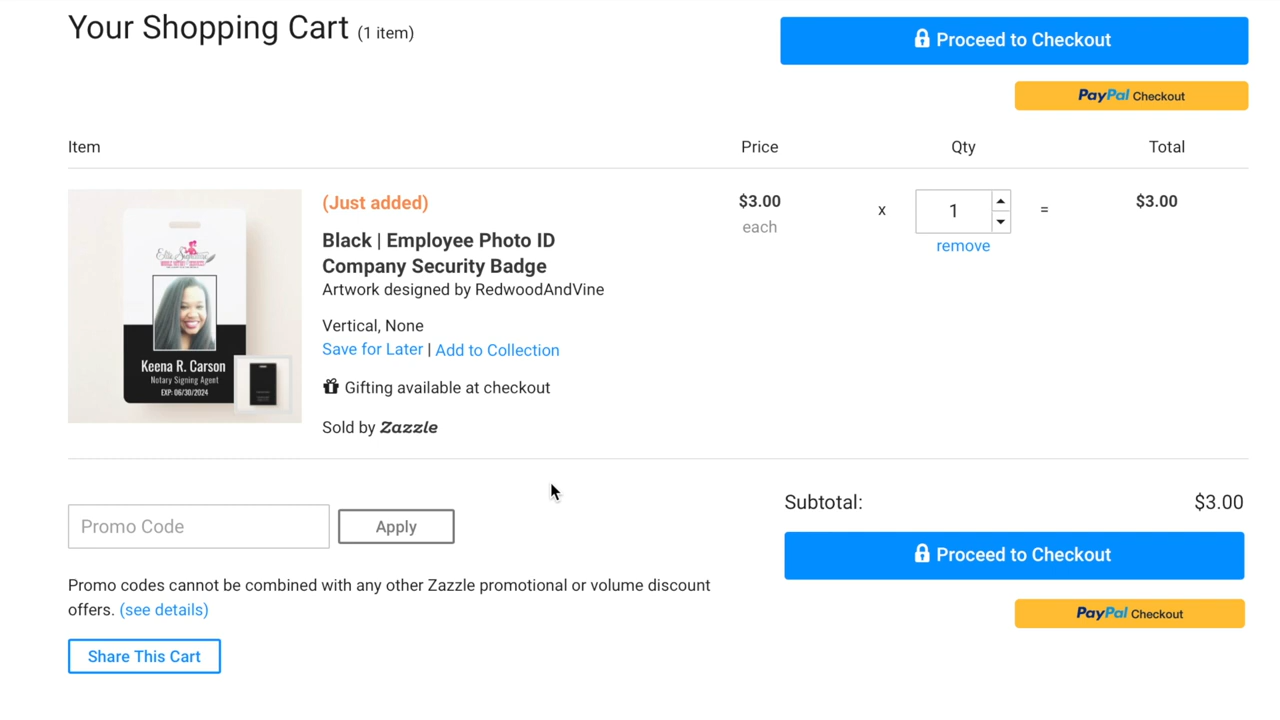 Your Shopping Cart (1 item)
Proceed to Checkout
PayPal Checkout
Item Price Qty Total
(Just added)
Black | Employee Photo ID
Company Security Badge
Artwork designed by RedwoodAndVine
Vertical, None
Save for Later | Add to Collection
Gifting available at checkout
Sold by Zazzle
$3.00
each
x
1
remove
=
$3.00
Keena R. Carson
Notary Signing Agent
EXP: 06/30/2024
Promo Code
Apply
Promo codes cannot be combined with any other Zazzle promotional or volume discount
offers. (see details)
Share This Cart
Subtotal: $3.00
Proceed to Checkout
PayPal Checkout